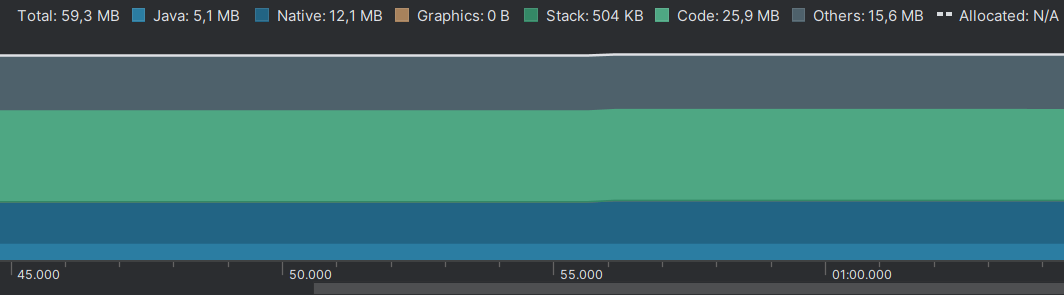 Total: 59,3 MB Java: 5,1 MB Native: 12,1 MB Graphics: 0 B Stack: 504 KB Code: 25,9 MB Others: 15,6 MB Allocated: N/A
45.000 50.000 55.000 01:00.000